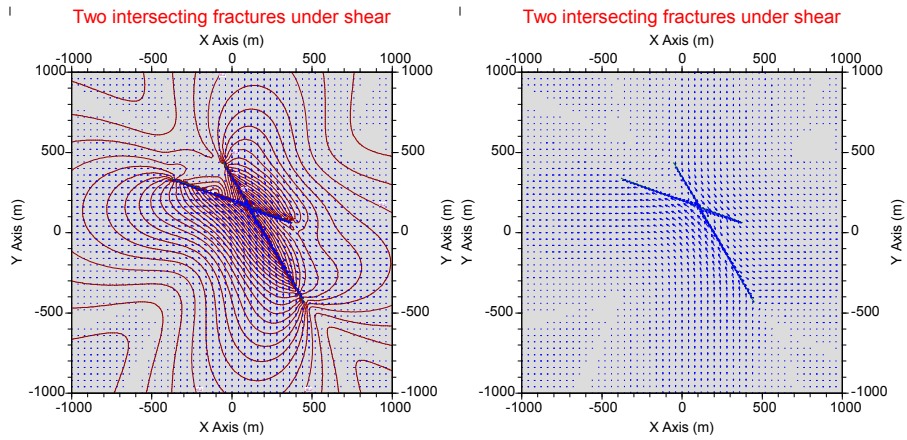 Two intersecting fractures under shear
X Axis (m)
-1000 -500 0 500 1000
1000 1000
500 500
0 0
-500 -500
-1000 -1000
Y Axis (m) Y Axis (m)
-1000 -500 0 500 1000
X Axis (m)
Two intersecting fractures under shear
X Axis (m)
-1000 -500 0 500 1000
1000 1000
500 500
0 0
-500 -500
-1000 -1000
Y Axis (m) Y Axis (m)
-1000 -500 0 500 1000
X Axis (m)